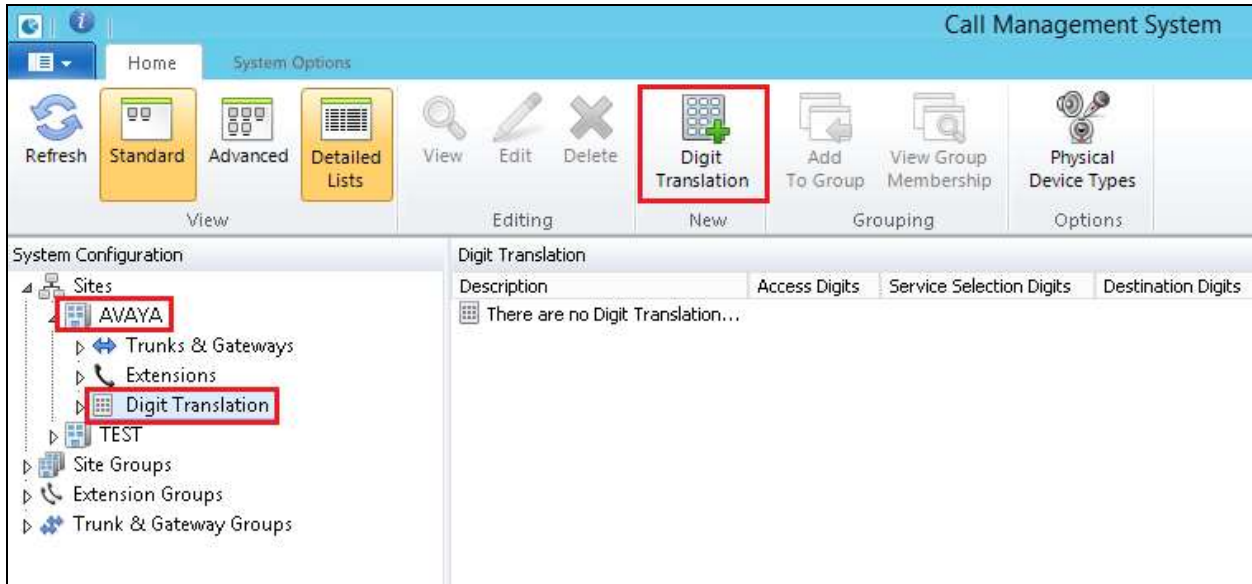 Call Management System
Home System Options
Refresh Standard Advanced Detailed Lists View Edit Delete Digit Translation Add To Group View Group Membership Physical Device Types
View Editing New Grouping Options
System Configuration
Sites
AVAYA
Trunks & Gateways
Extensions
Digit Translation
TEST
Site Groups
Extension Groups
Trunk & Gateway Groups
Digit Translation
Description Access Digits Service Selection Digits Destination Digits
There are no Digit Translation...